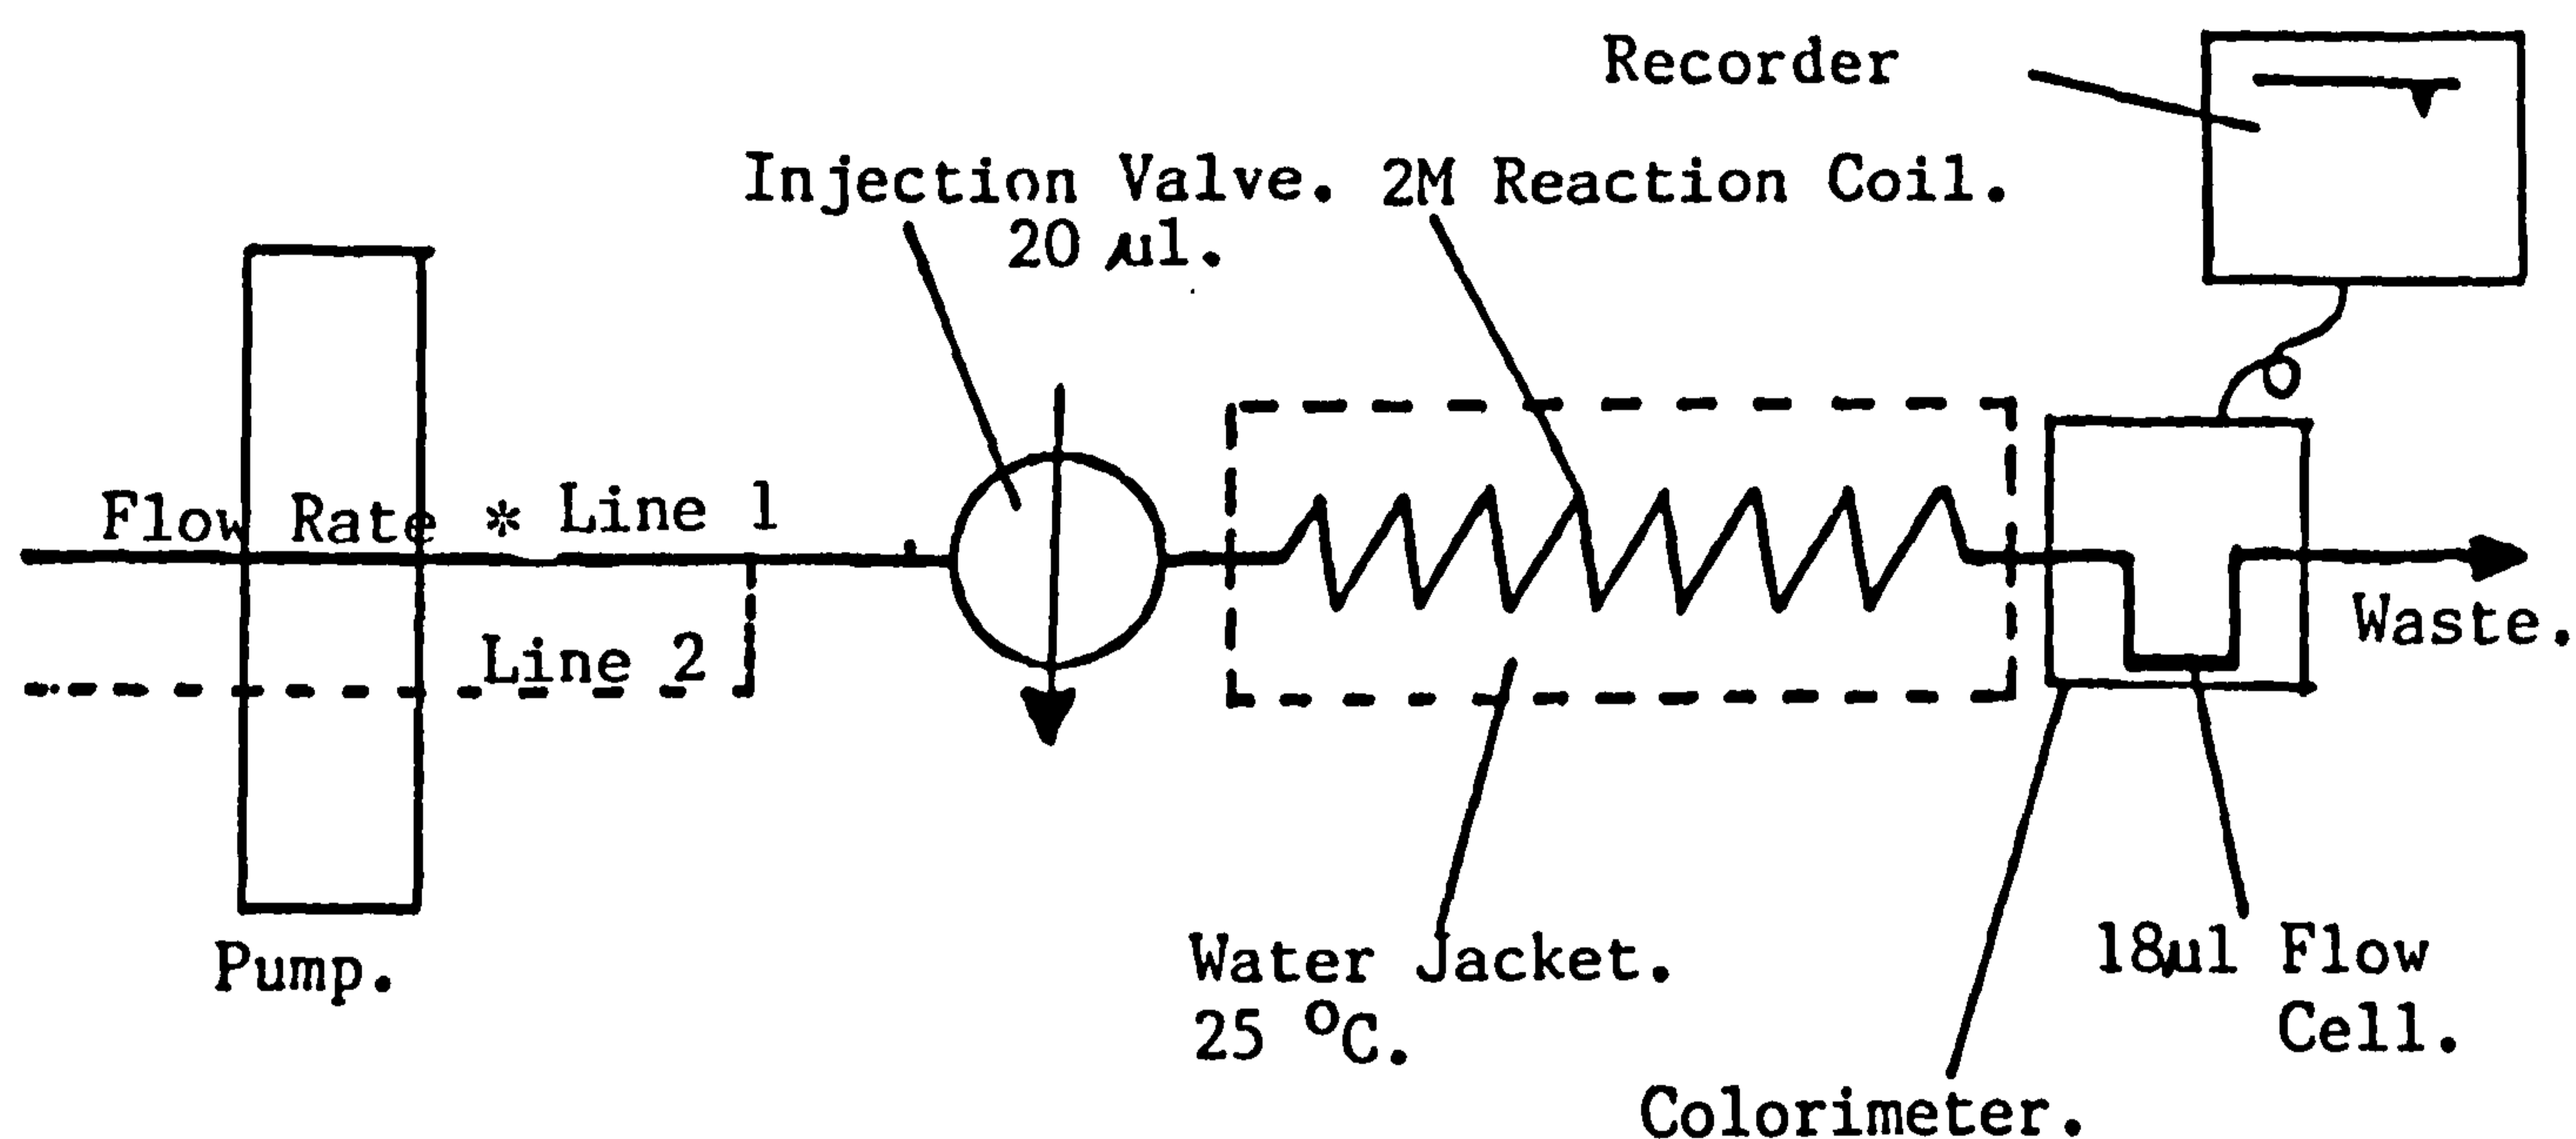 Recorder
Injection Valve.
20 µl.
2M Reaction Coil.
Flow Rate * Line 1
Line 2
Waste.
Pump.
Water Jacket.
25 °C.
18µl Flow
Cell.
Colorimeter.